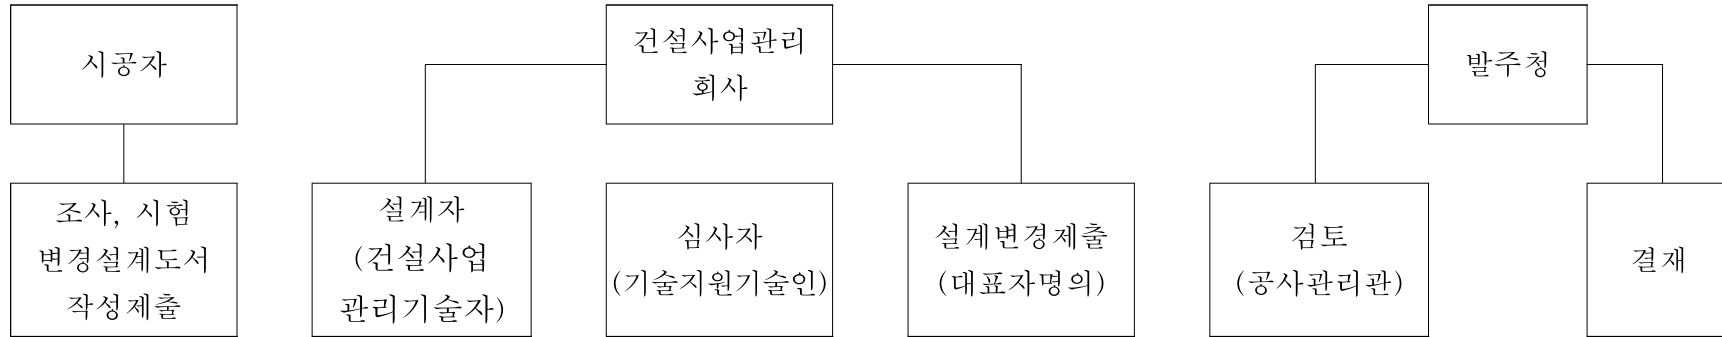 시공자
건설사업관리
회사
발주청
조사, 시험
변경설계도서
작성제출
설계자
(건설사업
관리기술자)
심사자
(기술지원기술인)
설계변경제출
(대표자명의)
검토
(공사관리관)
결재